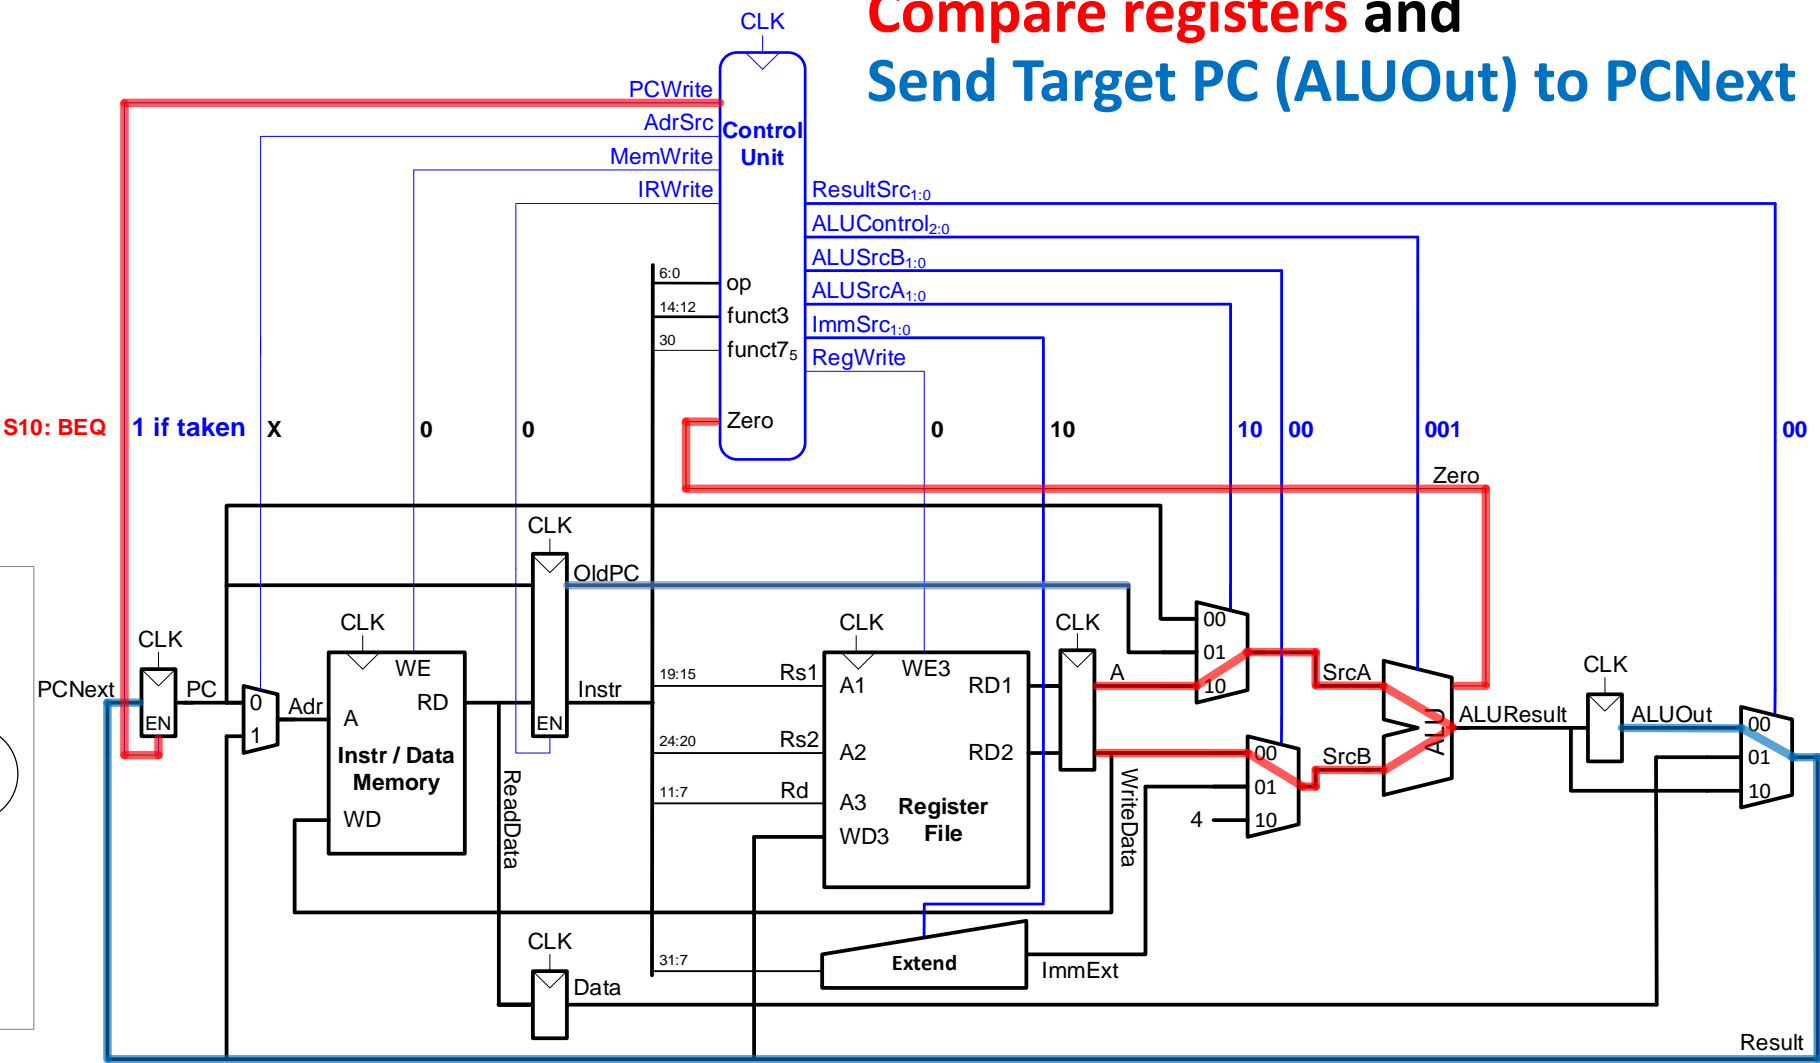 Compare registers and
Send Target PC (ALUOut) to PCNext
CLK
PCWrite
AdrSrc
MemWrite
IRWrite
Control
Unit
ResultSrc1:0
ALUControl2:0
ALUSrcB1:0
ALUSrcA1:0
ImmSrc1:0
RegWrite
6:0
op
14:12
funct3
30
funct75
Zero
S10: BEQ
1 if taken
X
0
0
0
10
10
00
001
00
Zero
CLK
OldPC
CLK
PCNext
EN
PC
0
1
Adr
CLK
WE
A
RD
Instr / Data
Memory
WD
EN
Instr
ReadData
19:15
Rs1
24:20
Rs2
11:7
Rd
CLK
WE3
A1
RD1
A2
RD2
A3
Register
File
WD3
CLK
A
WriteData
00
01
10
00
01
10
4
SrcA
SrcB
ALU
ALUResult
CLK
ALUOut
00
01
10
CLK
Data
31:7
Extend
ImmExt
Result